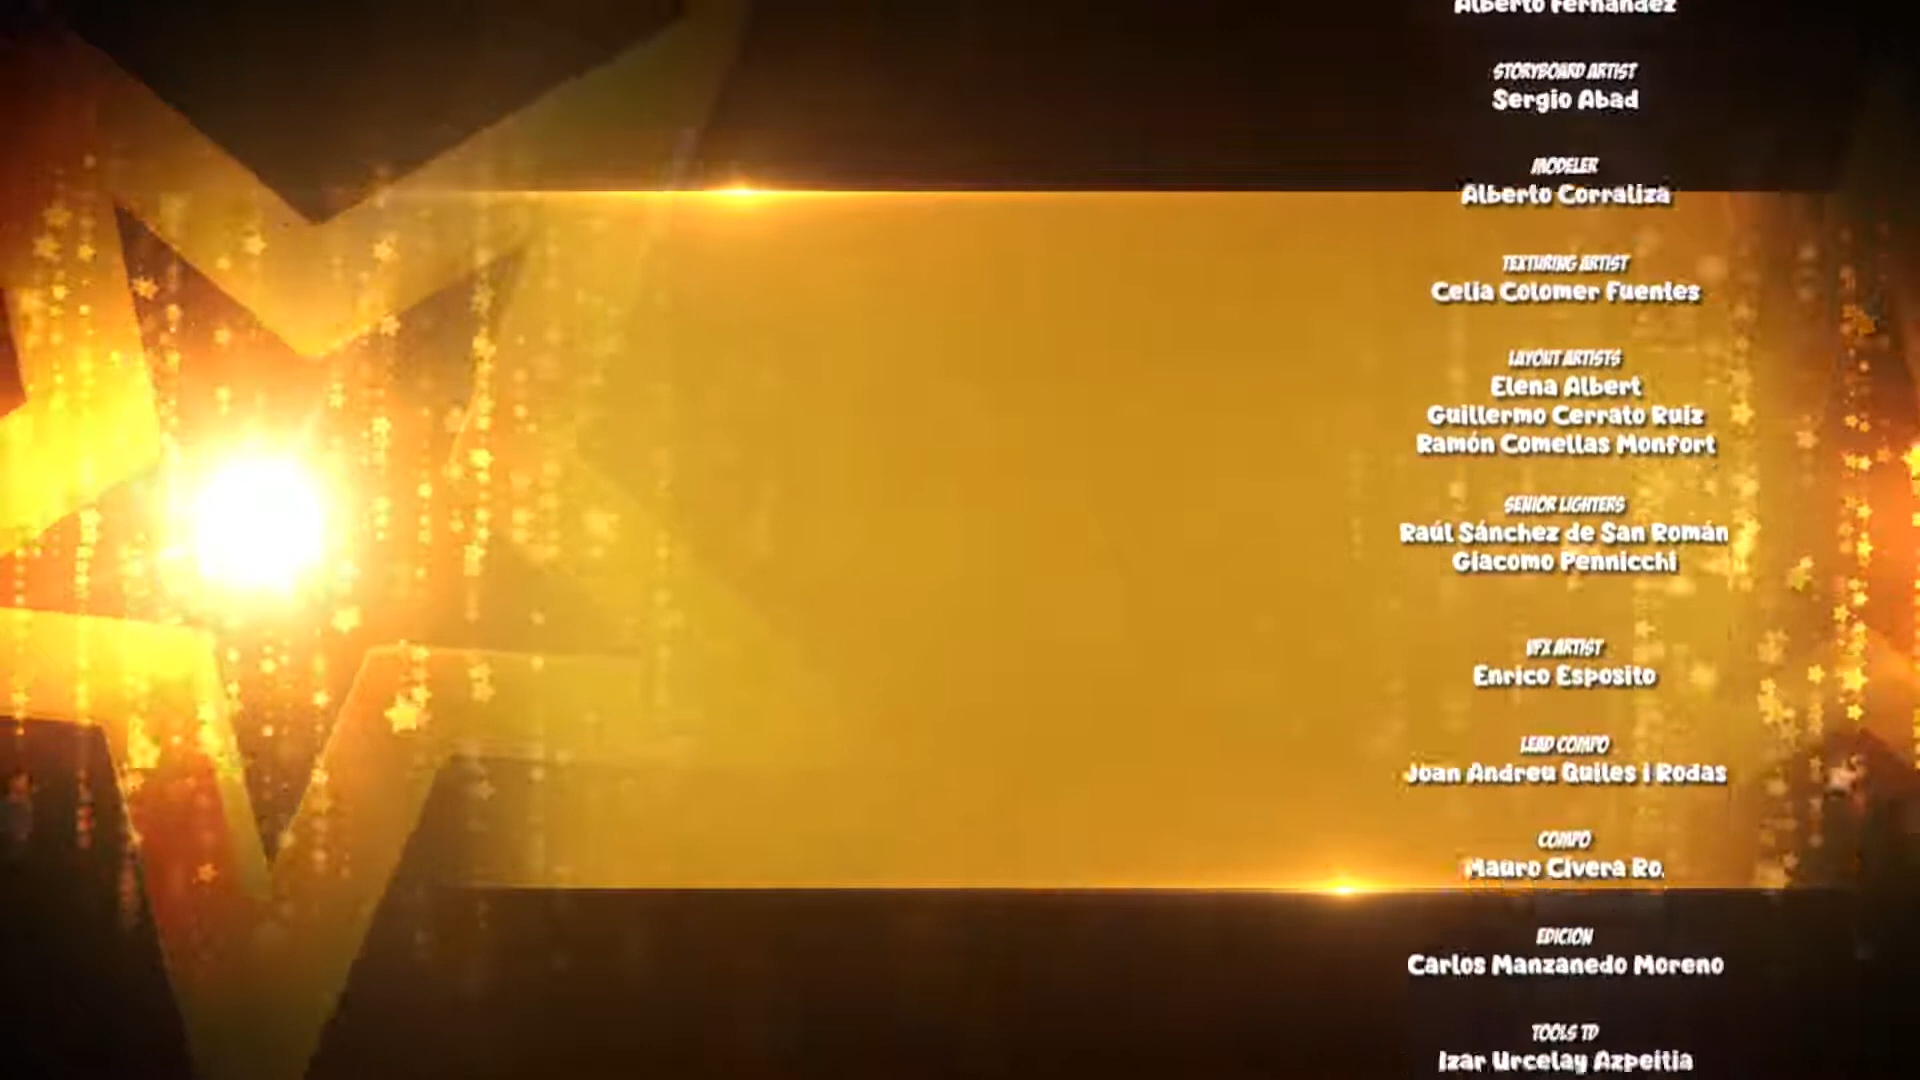 Alberto Fernández
STORYBOARD ARTIST
Sergio Abad
MODELER
Alberto Corraliza
TEXTURING ARTIST
Celia Colomer Fuentes
LAYOUT ARTISTS
Elena Albert
Guillermo Cerrato Ruiz
Ramón Comellas Monfort
SENIOR LIGHTERS
Raúl Sánchez de San Román
Giacomo Pennicchi
VFX ARTIST
Enrico Esposito
LEAD COMPO
Joan Andreu Quiles i Rodas
COMPO
Mauro Civera Ro.
EDICION
Carlos Manzanedo Moreno
TOOLS TD
Izar Urcelay Azpeitia